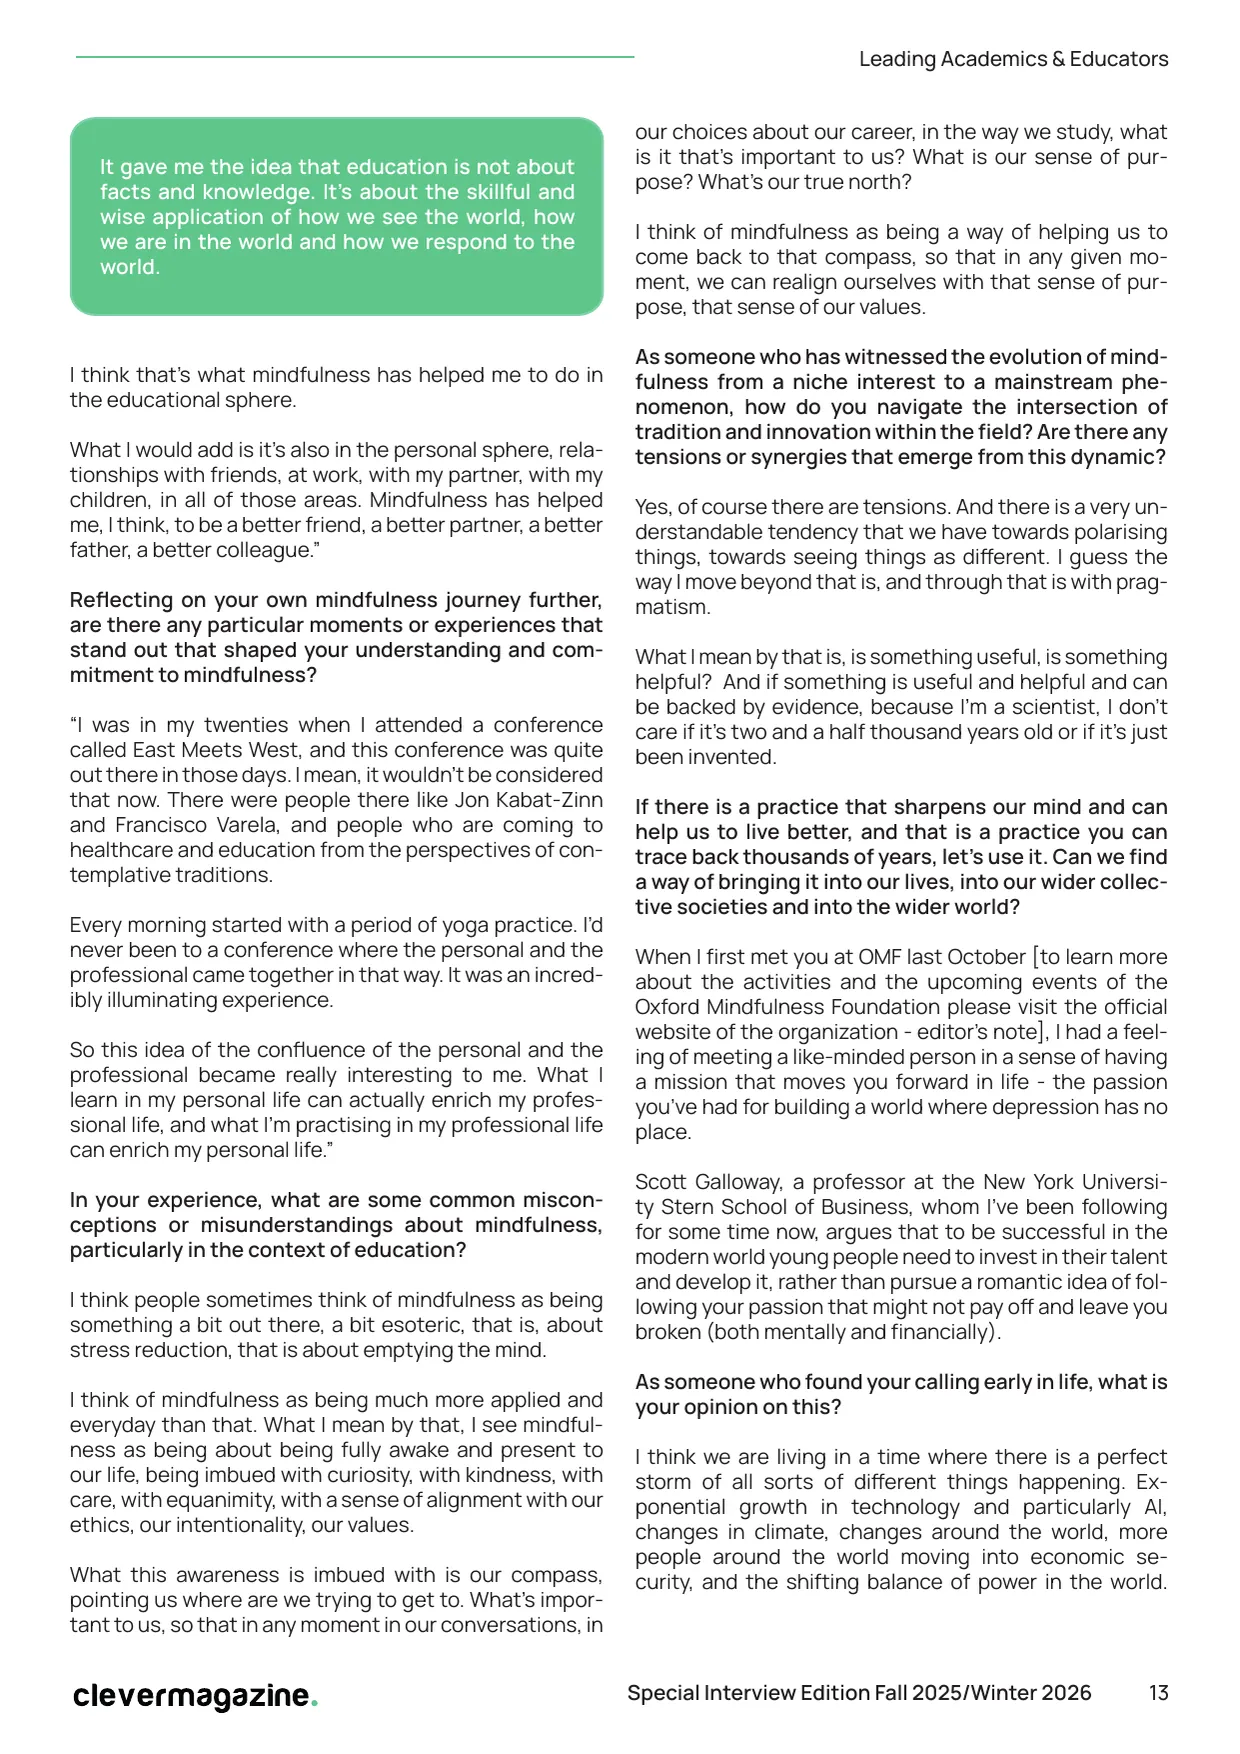 Leading Academics & Educators
It gave me the idea that education is not about
facts and knowledge. It's about the skillful and
wise application of how we see the world, how
we are in the world and how we respond to the
world.
I think that's what mindfulness has helped me to do in
the educational sphere.
What I would add is it's also in the personal sphere, rela-
tionships with friends, at work, with my partner, with my
children, in all of those areas. Mindfulness has helped
me, I think, to be a better friend, a better partner, a better
father, a better colleague."
Reflecting on your own mindfulness journey further,
are there any particular moments or experiences that
stand out that shaped your understanding and com-
mitment to mindfulness?
“I was in my twenties when I attended a conference
called East Meets West, and this conference was quite
out there in those days. I mean, it wouldn't be considered
that now. There were people there like Jon Kabat-Zinn
and Francisco Varela, and people who are coming to
healthcare and education from the perspectives of con-
templative traditions.
Every morning started with a period of yoga practice. I'd
never been to a conference where the personal and the
professional came together in that way. It was an incred-
ibly illuminating experience.
So this idea of the confluence of the personal and the
professional became really interesting to me. What I
learn in my personal life can actually enrich my profes-
sional life, and what I'm practising in my professional life
can enrich my personal life.”
In your experience, what are some common miscon-
ceptions or misunderstandings about mindfulness,
particularly in the context of education?
I think people sometimes think of mindfulness as being
something a bit out there, a bit esoteric, that is, about
stress reduction, that is about emptying the mind.
I think of mindfulness as being much more applied and
everyday than that. What I mean by that, I see mindful-
ness as being about being fully awake and present to
our life, being imbued with curiosity, with kindness, with
care, with equanimity, with a sense of alignment with our
ethics, our intentionality, our values.
What this awareness is imbued with is our compass,
pointing us where are we trying to get to. What's impor-
tant to us, so that in any moment in our conversations, in
our choices about our career, in the way we study, what
is it that's important to us? What is our sense of pur-
pose? What's our true north?
I think of mindfulness as being a way of helping us to
come back to that compass, so that in any given mo-
ment, we can realign ourselves with that sense of pur-
pose, that sense of our values.
As someone who has witnessed the evolution of mind-
fulness from a niche interest to a mainstream phe-
nomenon, how do you navigate the intersection of
tradition and innovation within the field? Are there any
tensions or synergies that emerge from this dynamic?
Yes, of course there are tensions. And there is a very un-
derstandable tendency that we have towards polarising
things, towards seeing things as different. I guess the
way I move beyond that is, and through that is with prag-
matism.
What I mean by that is, is something useful, is something
helpful?  And if something is useful and helpful and can
be backed by evidence, because I'm a scientist, I don't
care if it's two and a half thousand years old or if it's just
been invented.
If there is a practice that sharpens our mind and can
help us to live better, and that is a practice you can
trace back thousands of years, let's use it. Can we find
a way of bringing it into our lives, into our wider collec-
tive societies and into the wider world?
When I first met you at OMF last October [to learn more
about the activities and the upcoming events of the
Oxford Mindfulness Foundation please visit the official
website of the organization - editor's note], I had a feel-
ing of meeting a like-minded person in a sense of having
a mission that moves you forward in life - the passion
you've had for building a world where depression has no
place.
Scott Galloway, a professor at the New York Universi-
ty Stern School of Business, whom I've been following
for some time now, argues that to be successful in the
modern world young people need to invest in their talent
and develop it, rather than pursue a romantic idea of fol-
lowing your passion that might not pay off and leave you
broken (both mentally and financially).
As someone who found your calling early in life, what is
your opinion on this?
I think we are living in a time where there is a perfect
storm of all sorts of different things happening. Ex-
ponential growth in technology and particularly AI,
changes in climate, changes around the world, more
people around the world moving into economic se-
curity, and the shifting balance of power in the world.
clevermagazine.
Special Interview Edition Fall 2025/Winter 2026
13